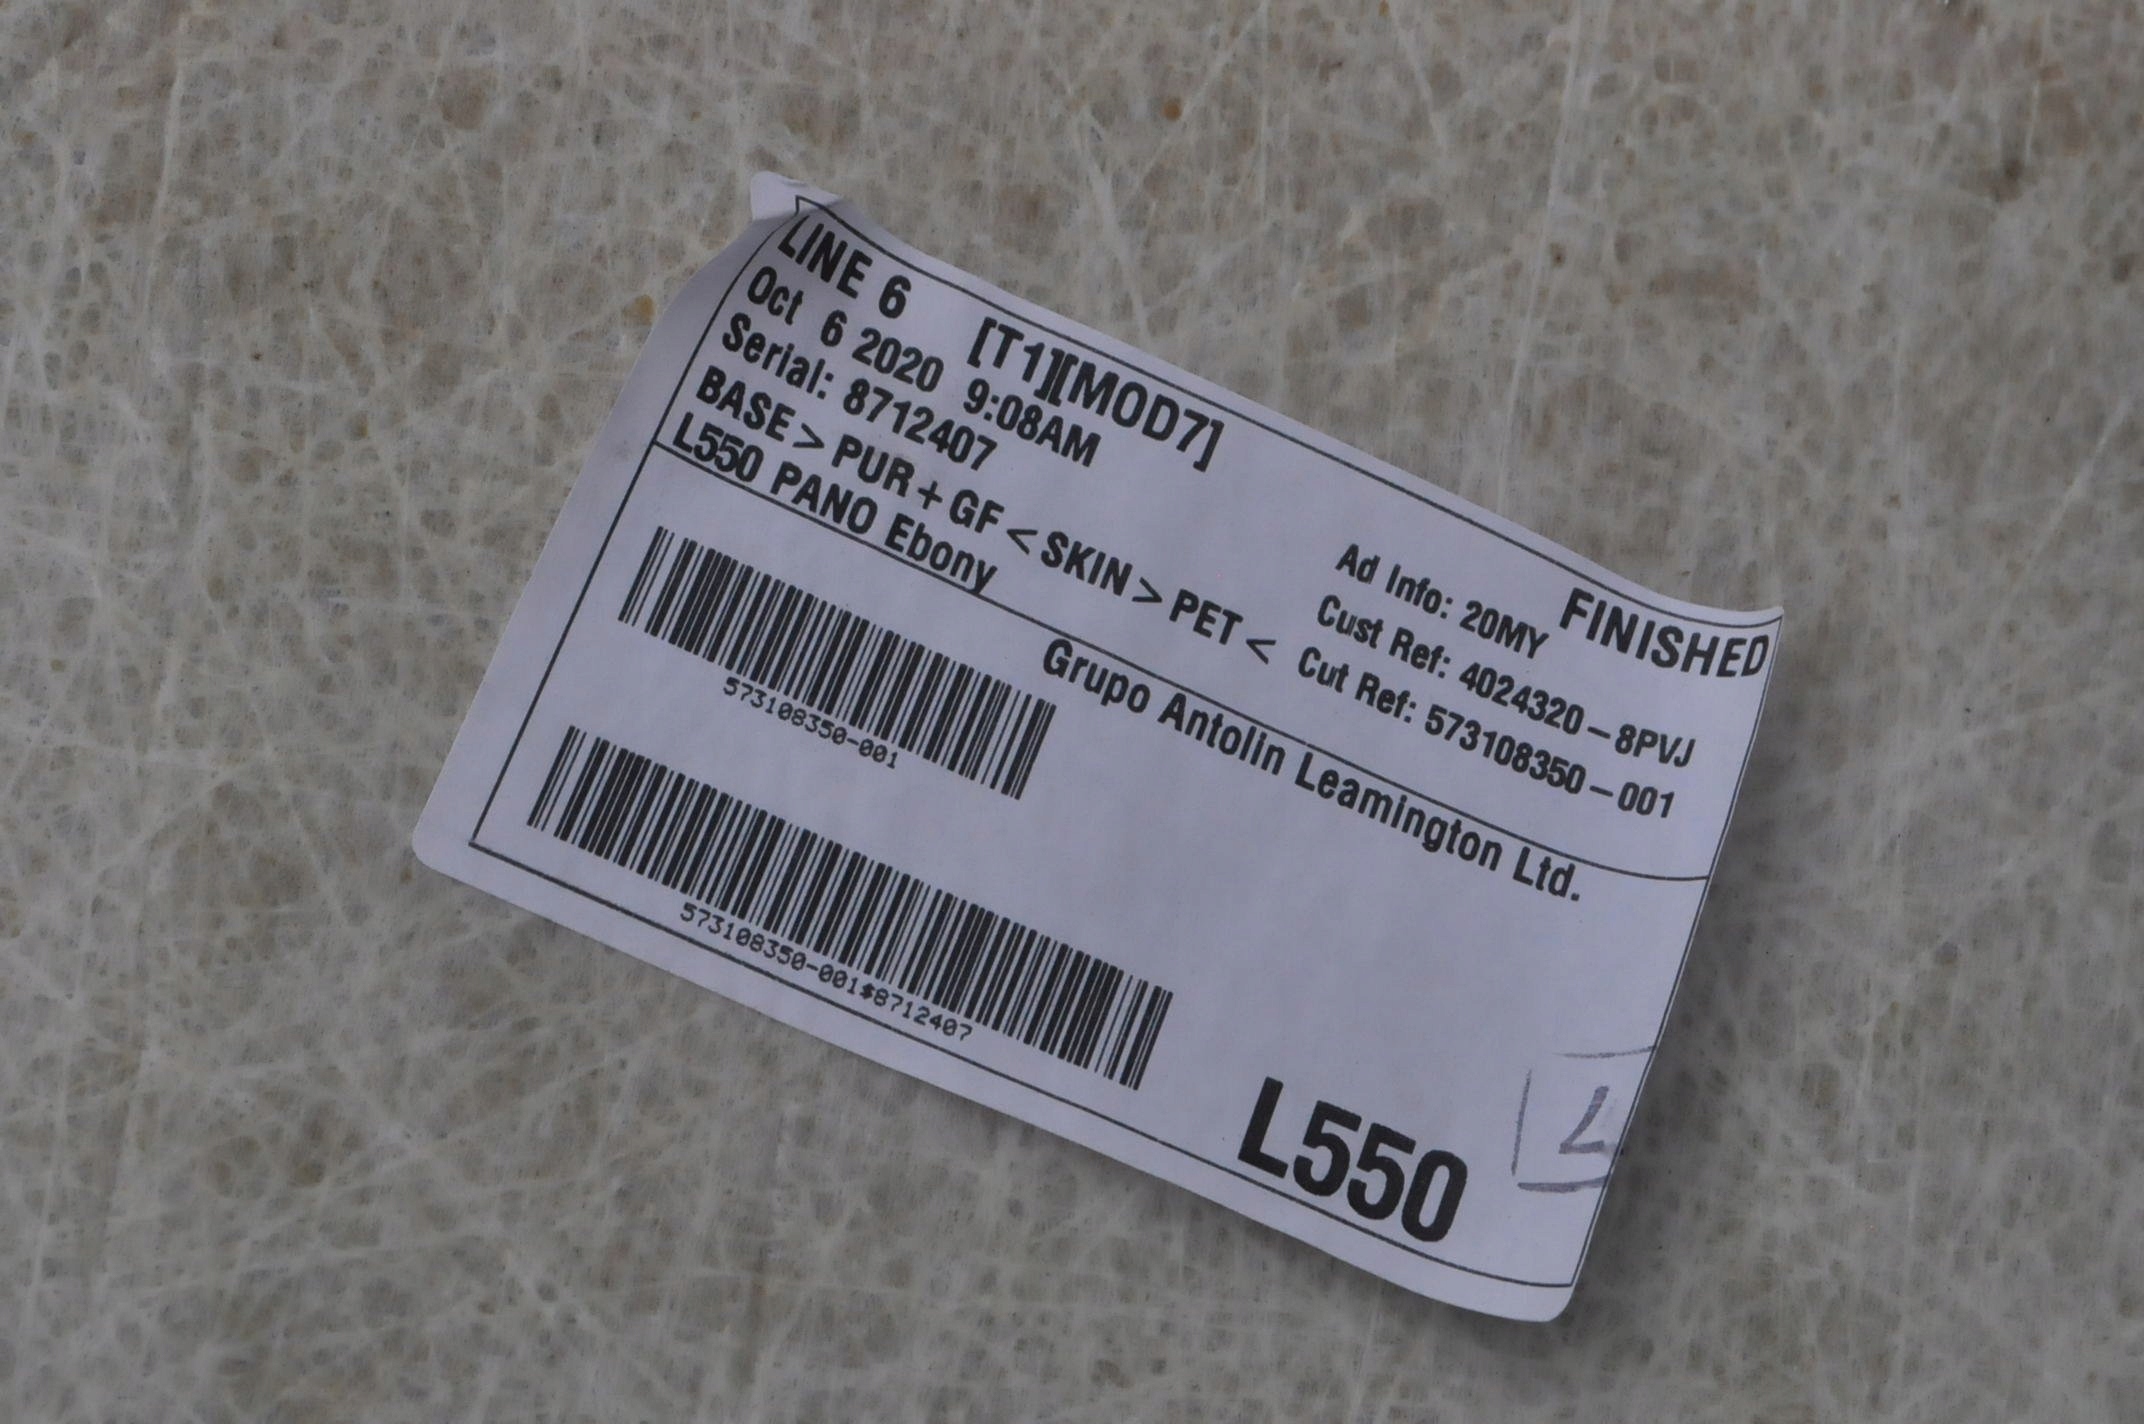 LINE 6 [T1][MOD7] FINISHED
Oct 6 2020 9:08AM Ad Info: 20MY
Serial: 8712407 Cust Ref: 4024320-8PVJ
BASE> PUR+GF <SKIN> PET< Cut Ref: 573108350-001
L550 PANO Ebony Grupo Antolin Leamington Ltd.
573108350-001
573108350-001$8712407
L550
L